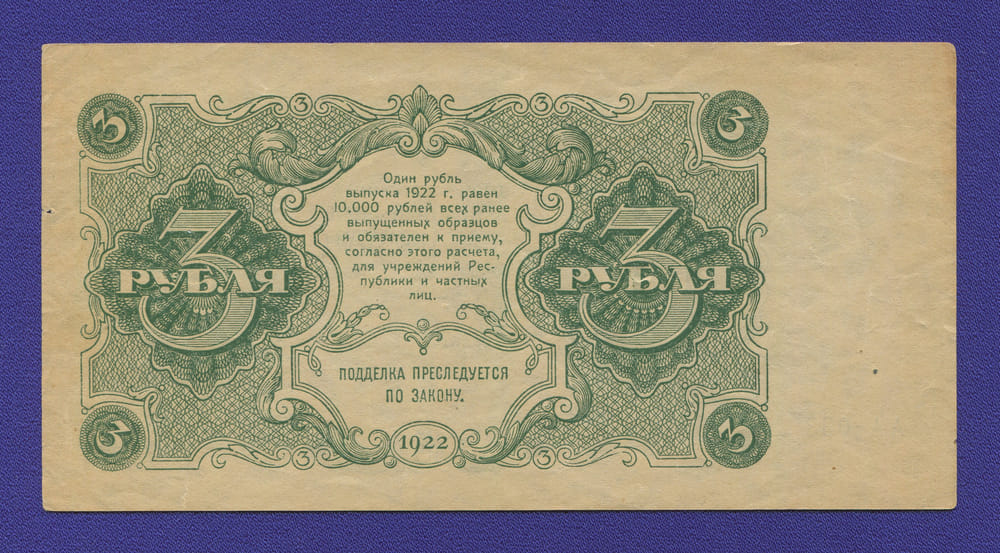 3
3
3
3
Один рубль
выпуска 1922 г. равен
10,000 рублей всех ранее
выпущенных образцов
и обязателен к приему,
согласно этого расчета,
для учреждений Рес-
публики и частных
лиц.
3
РУБЛЯ
3
РУБЛЯ
ПОДДЕЛКА ПРЕСЛЕДУЕТСЯ
ПО ЗАКОНУ.
3
3
1922
3
3